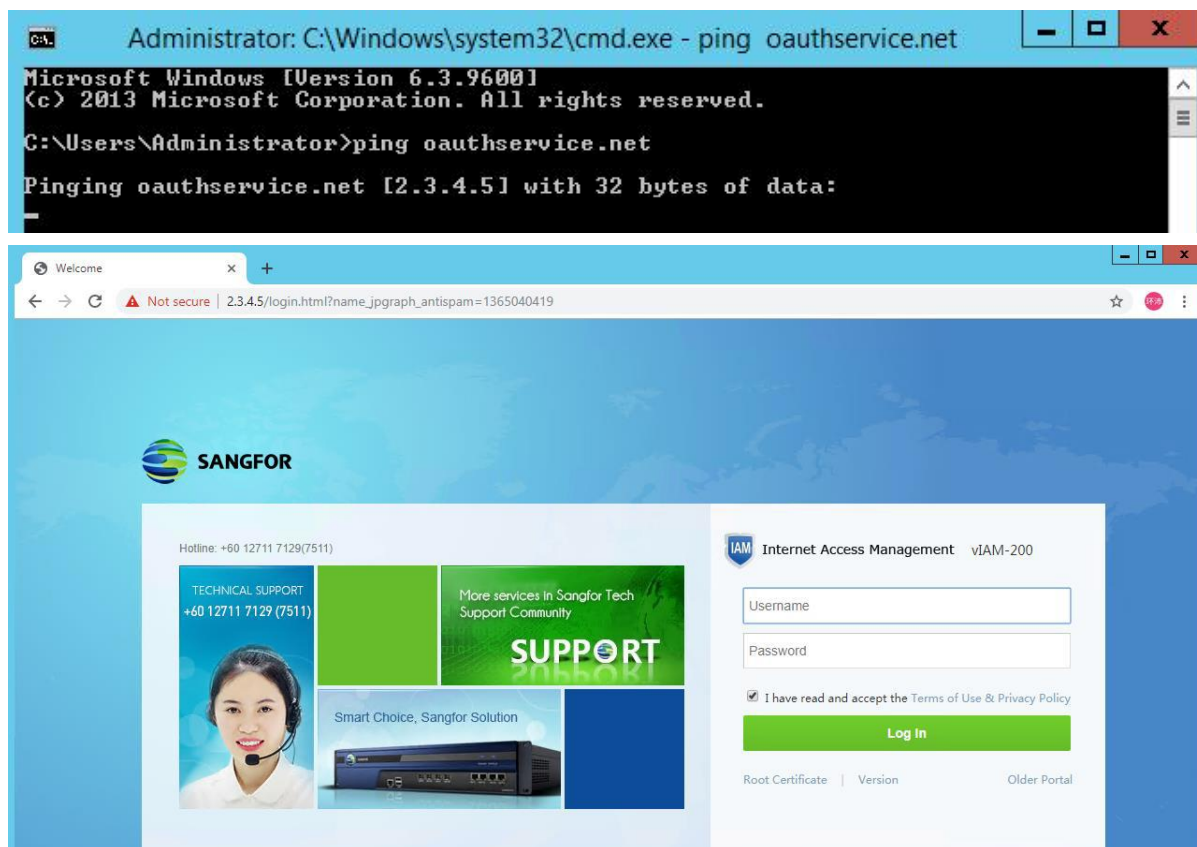 Administrator: C:\Windows\system32\cmd.exe - ping  oauthservice.net
Microsoft Windows [Version 6.3.9600]
(c) 2013 Microsoft Corporation. All rights reserved.
C:\Users\Administrator>ping oauthservice.net
Pinging oauthservice.net [2.3.4.5] with 32 bytes of data:
Welcome
Not secure | 2.3.4.5/login.html?name_jpgraph_antispam=1365040419
SANGFOR
Hotline: +60 12711 7129(7511)
TECHNICAL SUPPORT
+60 12711 7129 (7511)
More services in Sangfor Tech
Support Community
SUPPORT
Smart Choice, Sangfor Solution
IAM Internet Access Management vIAM-200
Username
Password
I have read and accept the Terms of Use & Privacy Policy
Log In
Root Certificate | Version Older Portal